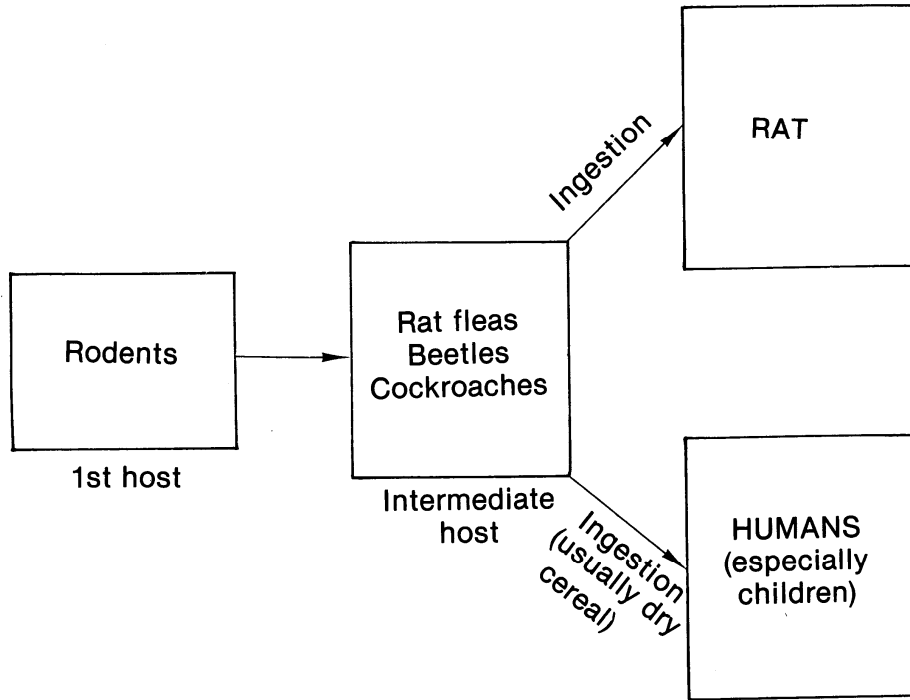 Rodents
1st host
Rat fleas
Beetles
Cockroaches
Intermediate
host
Ingestion
RAT
Ingestion
(usually dry
cereal)
HUMANS
(especially
children)